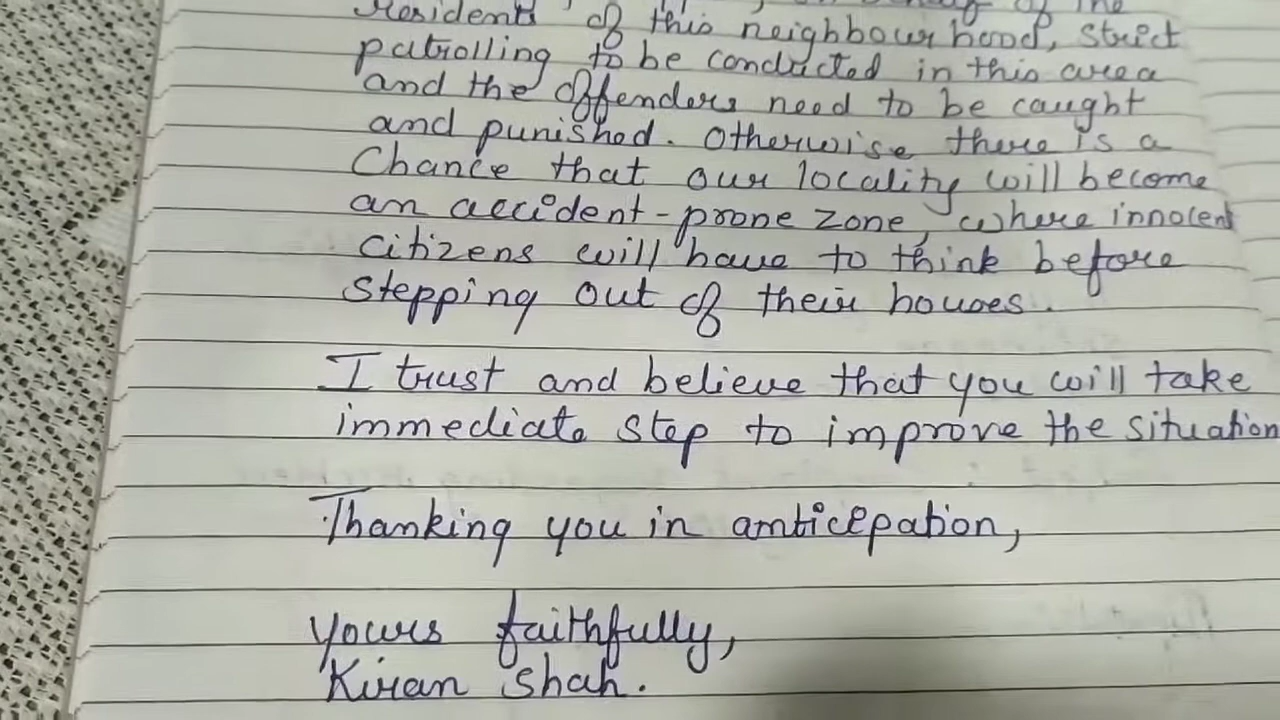 residents of this neighbourhood, strict
patrolling to be conducted in this area
and the offenders need to be caught
and punished. Otherwise there is a
Chance that our locality will become
an accident-prone zone, where innocent
citizens will have to think before
stepping out of their houses.
I trust and believe that you will take
immediate step to improve the situation
Thanking you in anticipation,
yours faithfully,
Kiran Shah.